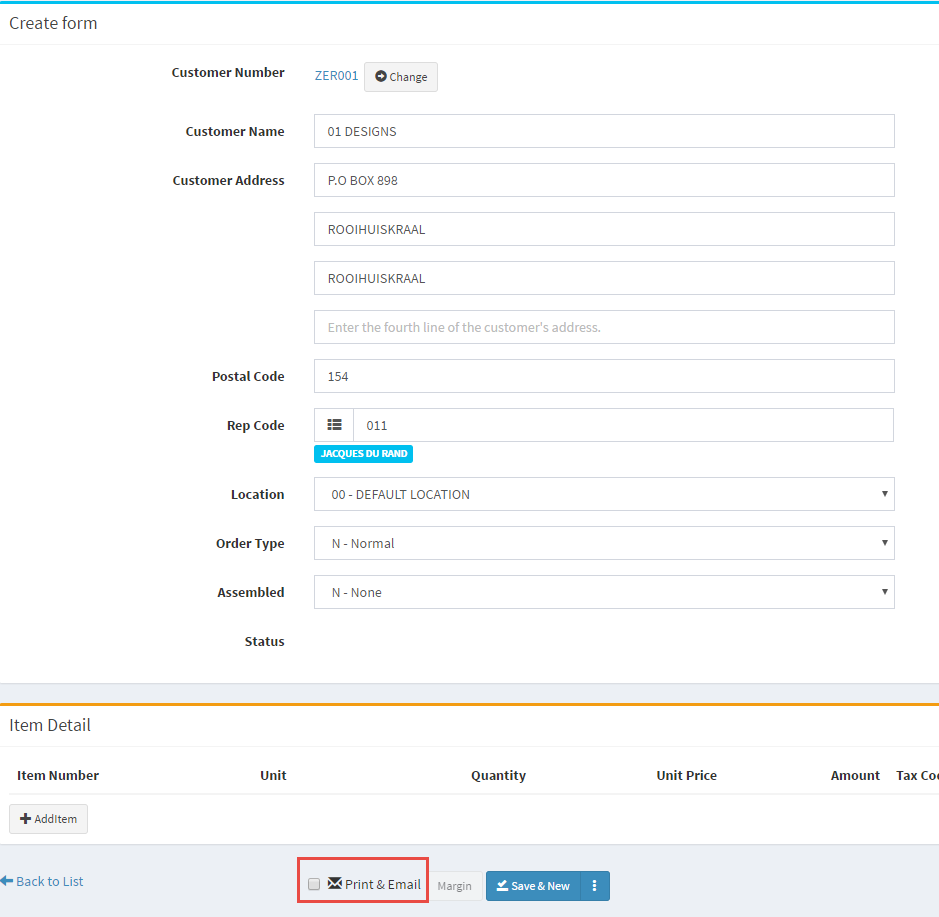 Create form
Customer Number ZER001 Change
Customer Name 01 DESIGNS
Customer Address P.O BOX 898
ROOIHUISKRAAL
ROOIHUISKRAAL
Enter the fourth line of the customer's address.
Postal Code 154
Rep Code 011
JACQUES DU RAND
Location 00 - DEFAULT LOCATION
Order Type N - Normal
Assembled N - None
Status
Item Detail
Item Number Unit Quantity Unit Price Amount Tax Co
AddItem
Back to List Print & Email Margin Save & New